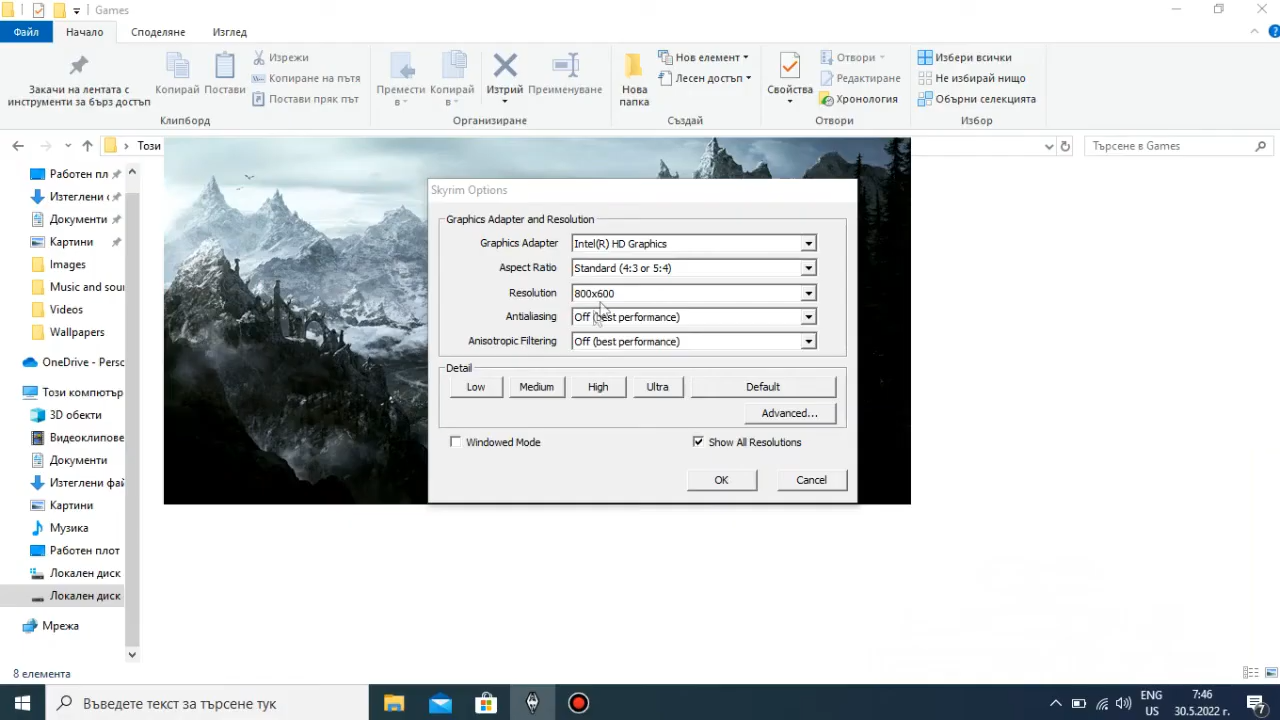 Games
Файл
Начало
Споделяне
Изглед
Закачи на лентата с
инструменти за бърз достъп
Копирай
Постави
Изрежи
Копиране на пътя
Постави пряк път
Клипборд
Премести
в
Копирай
в
Изтрий
Преименуване
Организиране
Нова
папка
Нов елемент
Лесен достъп
Създай
Свойства
Отвори
Редактиране
Хронология
Отвори
Избери всички
Не избирай нищо
Обърни селекцията
Избор
Този
Търсене в Games
Работен пл
Изтеглени
Документи
Картини
Images
Music and sou
Videos
Wallpapers
OneDrive - Perso
Този компютър
3D обекти
Видеоклипове
Документи
Изтеглени фай
Картини
Музика
Работен плот
Локален диск
Локален диск
Мрежа
8 елемента
Skyrim Options
Graphics Adapter and Resolution
Graphics Adapter
Intel(R) HD Graphics
Aspect Ratio
Standard (4:3 or 5:4)
Resolution
800x600
Antialiasing
Off (best performance)
Anisotropic Filtering
Off (best performance)
Detail
Low
Medium
High
Ultra
Default
Advanced...
Windowed Mode
Show All Resolutions
OK
Cancel
Въведете текст за търсене тук
ENG
US
7:46
30.5.2022 г.
7